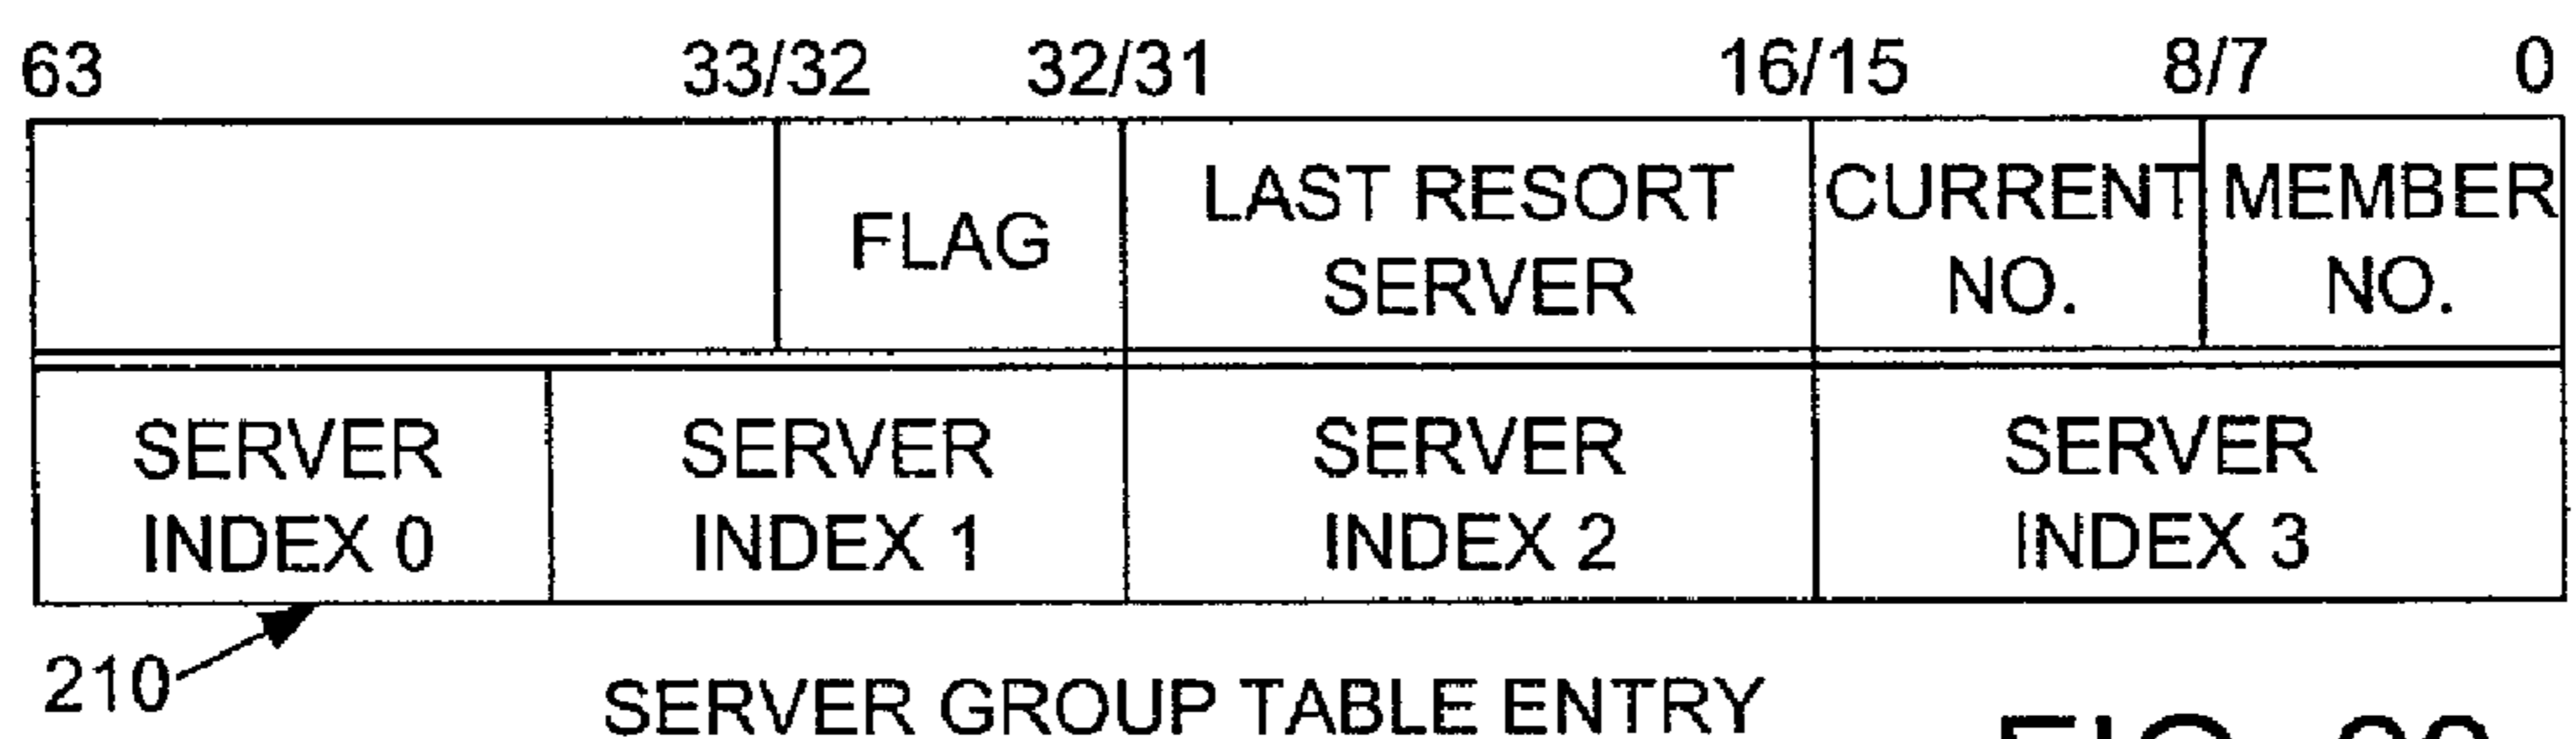 63 33/32 32/31 16/15 8/7 0
FLAG
LAST RESORT
SERVER
CURRENT
NO.
MEMBER
NO.
SERVER
INDEX 0
SERVER
INDEX 1
SERVER
INDEX 2
SERVER
INDEX 3
210
SERVER GROUP TABLE ENTRY